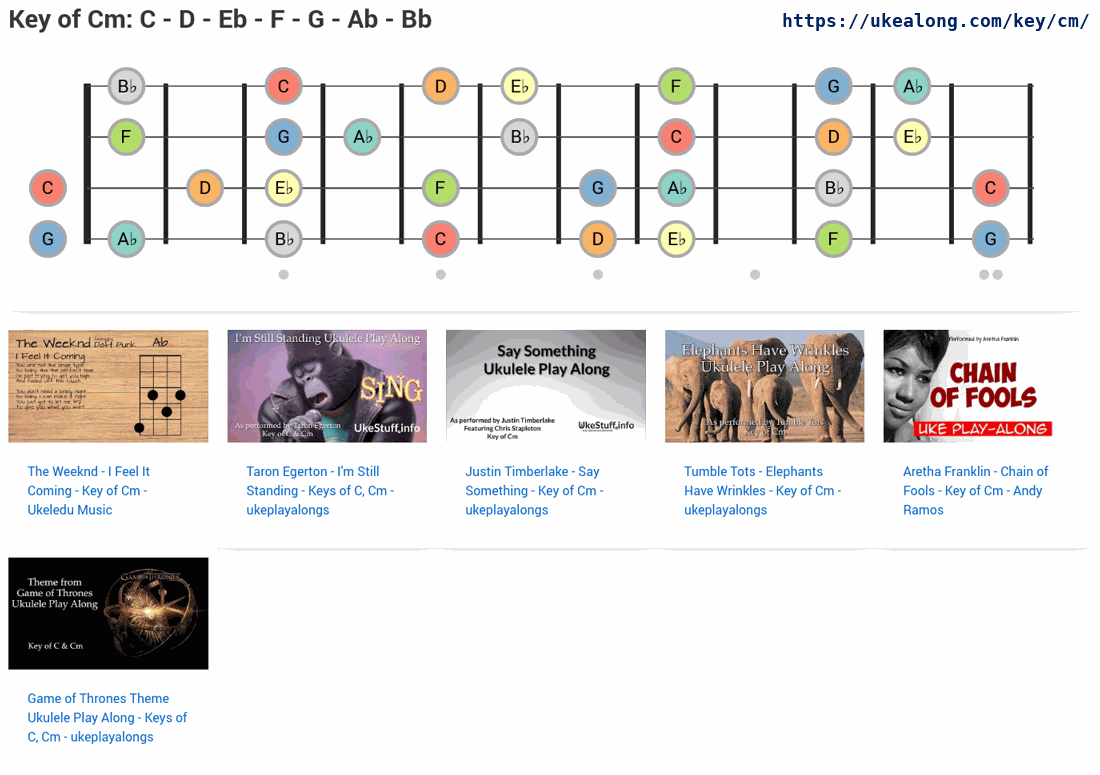 Key of Cm: C - D - Eb - F - G - Ab - Bb
https://ukealong.com/key/cm/
B♭ C D E♭ F G A♭
F G A♭ B♭ C D E♭
C D E♭ F G A♭ B♭ C
G A♭ B♭ C D E♭ F G
The Weeknd Daft Punk Ab
I Feel It Coming
I'm Still Standing Ukulele Play Along
SING
As performed by Taron Egerton
Key of C & Cm
UkeStuff.info
Say Something
Ukulele Play Along
As performed by Justin Timberlake
Featuring Chris Stapleton
Key of Cm
UkeStuff.info
Elephants Have Wrinkles
Ukulele Play Along
As performed by Tumble Tots
Key of Cm
Performed by Aretha Franklin
CHAIN
OF FOOLS
UKE PLAY-ALONG
The Weeknd - I Feel It
Coming - Key of Cm -
Ukeledu Music
Taron Egerton - I'm Still
Standing - Keys of C, Cm -
ukeplayalongs
Justin Timberlake - Say
Something - Key of Cm -
ukeplayalongs
Tumble Tots - Elephants
Have Wrinkles - Key of Cm -
ukeplayalongs
Aretha Franklin - Chain of
Fools - Key of Cm - Andy
Ramos
Theme from
Game of Thrones
Ukulele Play Along
Key of C & Cm
GAME OF THRONES
Game of Thrones Theme
Ukulele Play Along - Keys of
C, Cm - ukeplayalongs